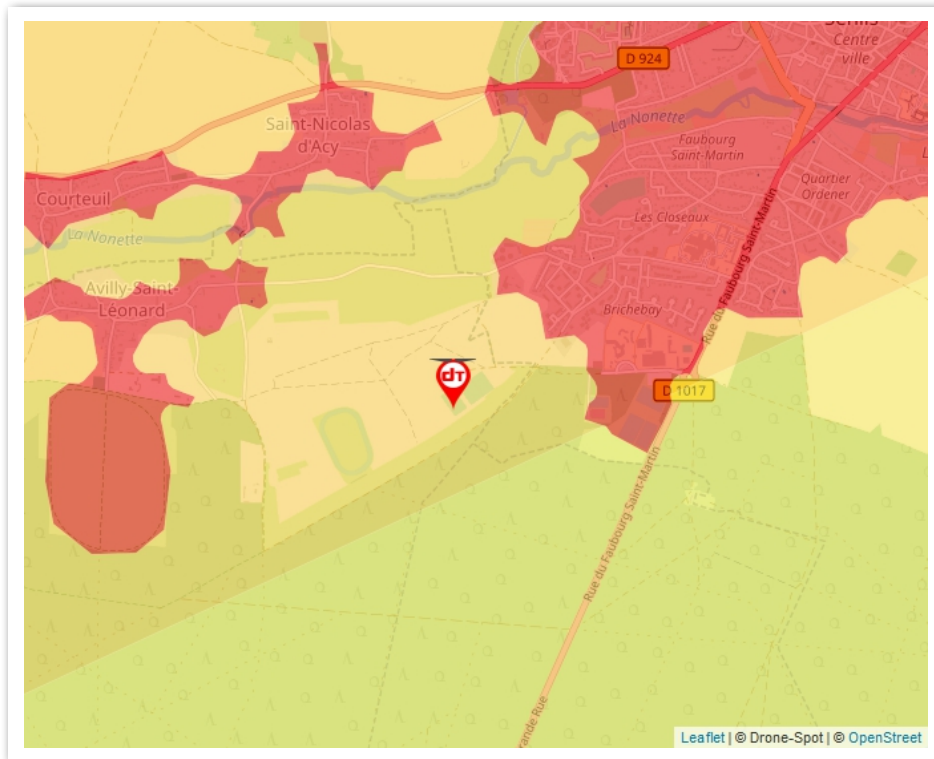 Senlis
Centre
ville
D 924
Saint-Nicolas
d'Acy
La Nonette
Faubourg
Saint-Martin
Quartier
Ordener
Courteuil
Les Closeaux
La Nonette
Avilly-Saint-
Léonard
Rue du Faubourg Saint-Martin
Brichebay
dT
D 1017
Rue du Faubourg Saint-Martin
rande Rue
Leaflet | © Drone-Spot | © OpenStreet